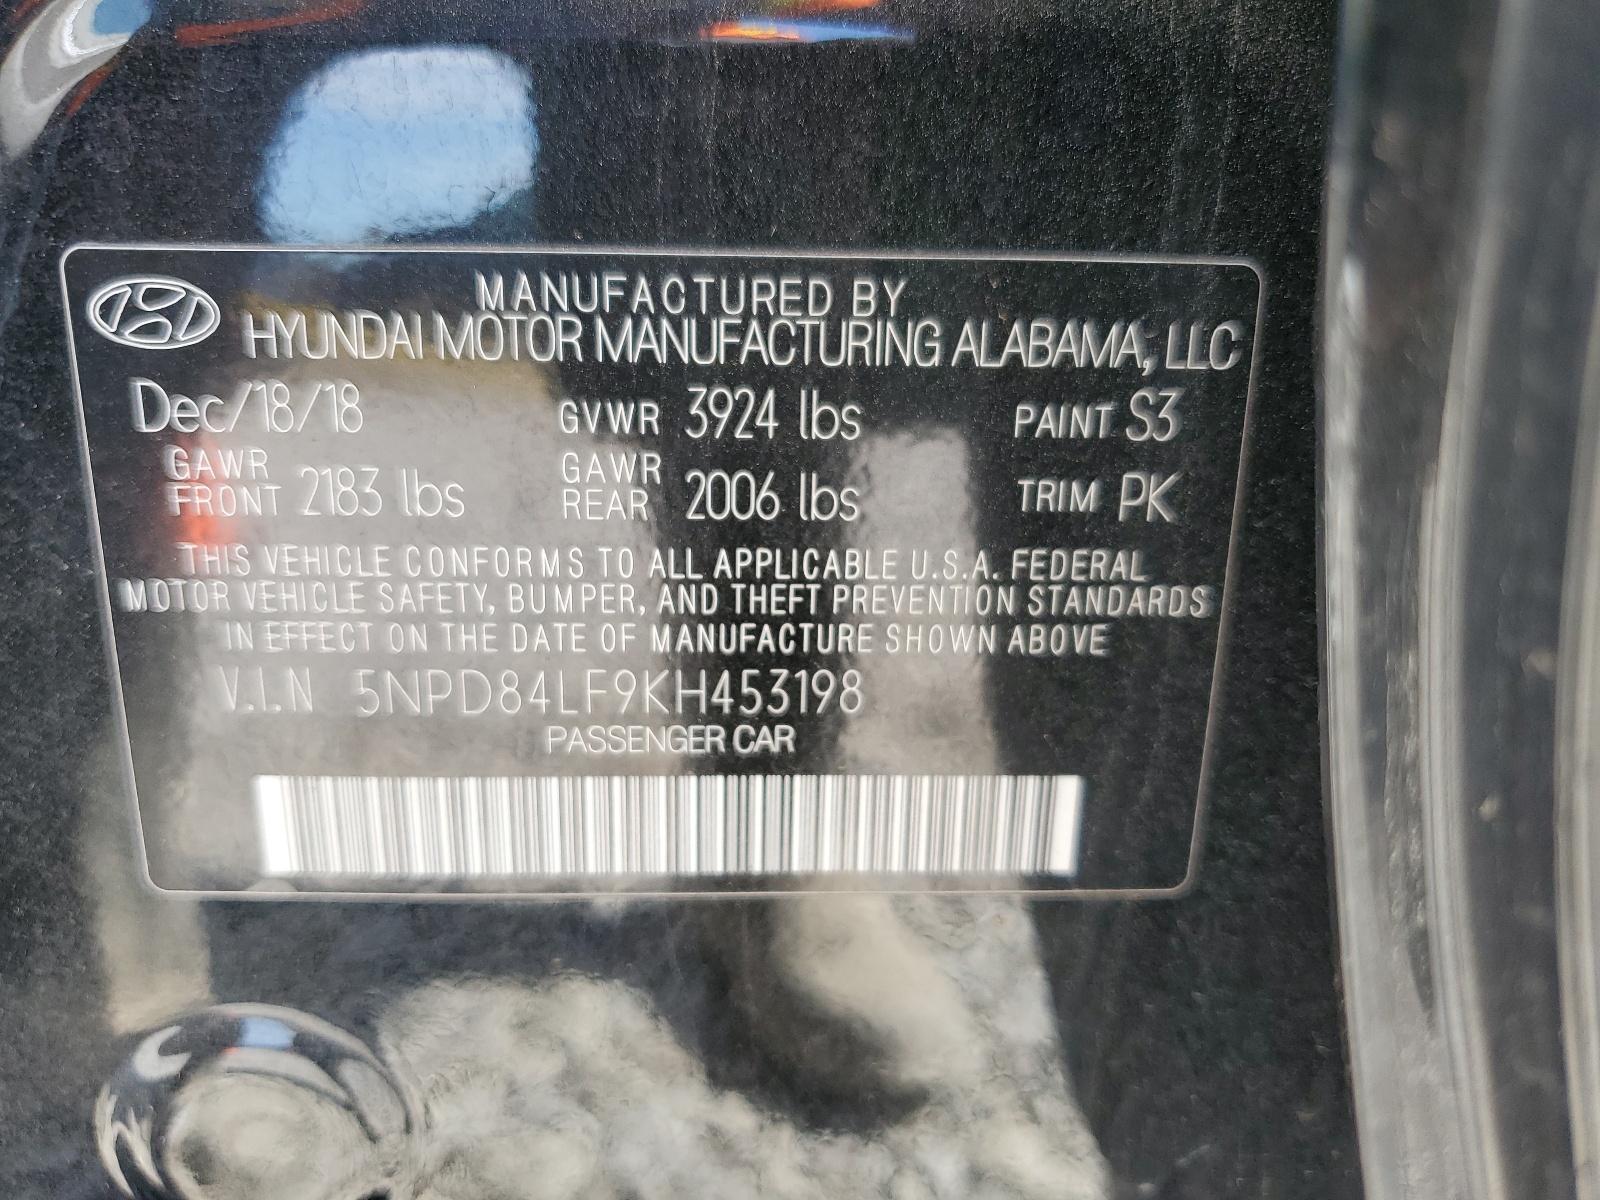 MANUFACTURED BY
HYUNDAI MOTOR MANUFACTURING ALABAMA, LLC
Dec/18/18 GVWR 3924 lbs PAINT S3
GAWR FRONT 2183 lbs GAWR REAR 2006 lbs TRIM PK
THIS VEHICLE CONFORMS TO ALL APPLICABLE U.S.A. FEDERAL
MOTOR VEHICLE SAFETY, BUMPER, AND THEFT PREVENTION STANDARDS
IN EFFECT ON THE DATE OF MANUFACTURE SHOWN ABOVE
V.I.N 5NPD84LF9KH453198
PASSENGER CAR